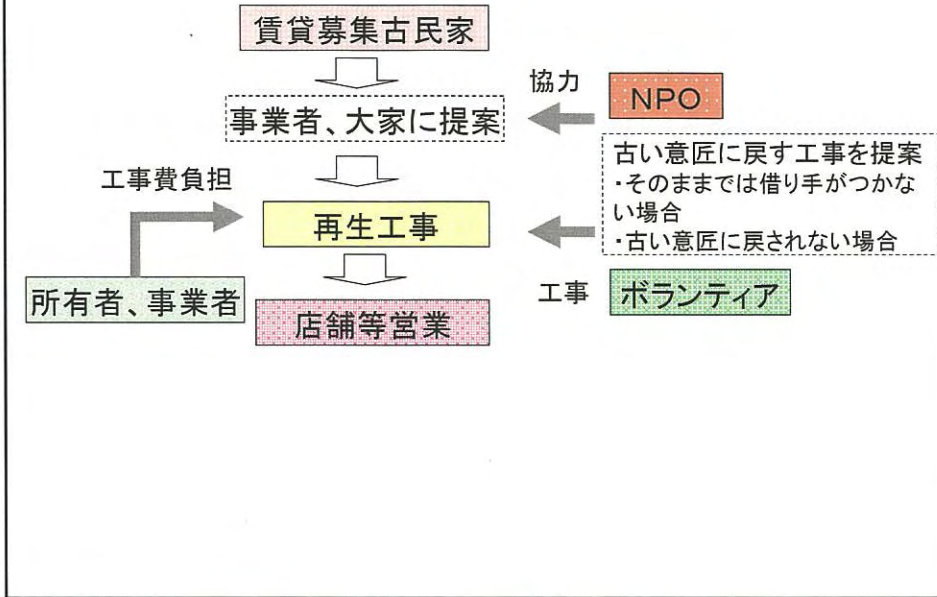 賃貸募集古民家
協力
NPO
事業者、大家に提案
古い意匠に戻す工事を提案
・そのままでは借り手がつかな
い場合
・古い意匠に戻されない場合
工事費負担
再生工事
所有者、事業者
工事
ボランティア
店舗等営業